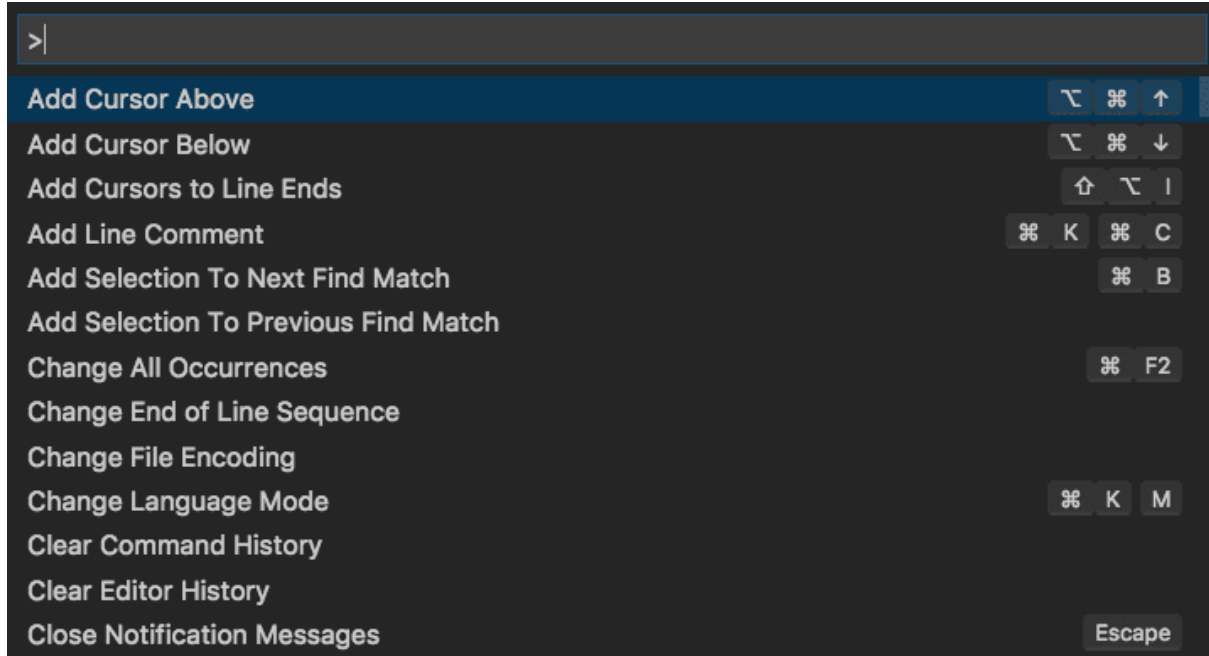 >
Add Cursor Above ⌥ ⌘ ↑
Add Cursor Below ⌥ ⌘ ↓
Add Cursors to Line Ends ⇧ ⌥ I
Add Line Comment ⌘ K ⌘ C
Add Selection To Next Find Match ⌘ B
Add Selection To Previous Find Match
Change All Occurrences ⌘ F2
Change End of Line Sequence
Change File Encoding
Change Language Mode ⌘ K M
Clear Command History
Clear Editor History
Close Notification Messages Escape